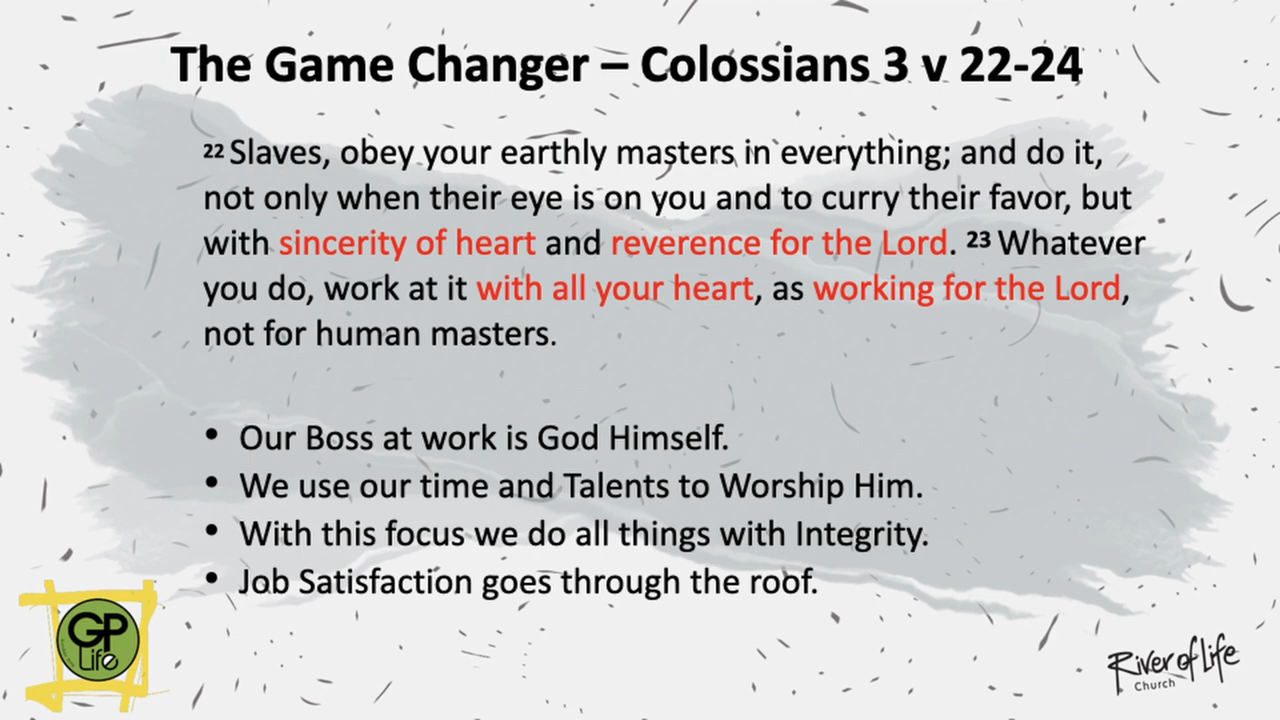 The Game Changer – Colossians 3 v 22-24
22 Slaves, obey your earthly masters in everything; and do it,
not only when their eye is on you and to curry their favor, but
with sincerity of heart and reverence for the Lord. 23 Whatever
you do, work at it with all your heart, as working for the Lord,
not for human masters.
• Our Boss at work is God Himself.
• We use our time and Talents to Worship Him.
• With this focus we do all things with Integrity.
• Job Satisfaction goes through the roof.
GP
Life
River of Life
Church